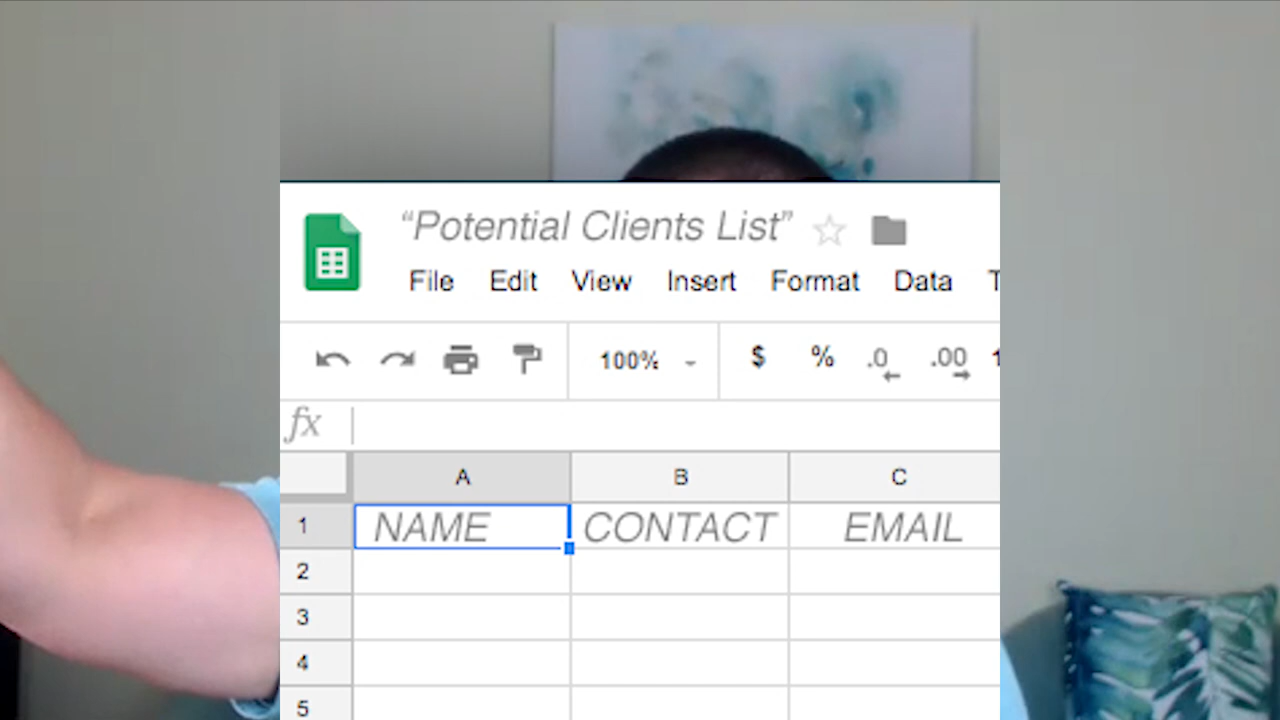 “Potential Clients List”
File Edit View Insert Format Data
100% $ % .0 .00
fx
A B C
1 NAME CONTACT EMAIL
2
3
4
5